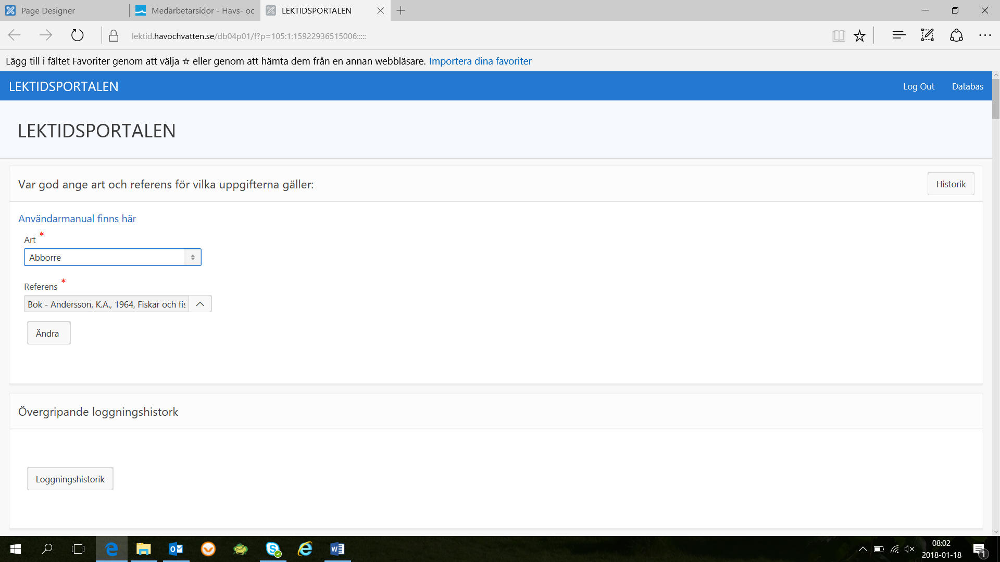 Page Designer
Medarbetarsidor - Havs- oc
LEKTIDSPORTALEN
lektid.havochvatten.se/db04p01/f?p=105:1:15922936515006:::::
Lägg till i fältet Favoriter genom att välja ☆ eller genom att hämta dem från en annan webbläsare. Importera dina favoriter
LEKTIDSPORTALEN
Log Out
Databas
LEKTIDSPORTALEN
Var god ange art och referens för vilka uppgifterna gäller:
Historik
Användarmanual finns här
Art *
Abborre
Referens *
Bok - Andersson, K.A., 1964, Fiskar och fis
Ändra
Övergripande loggningshistork
Loggningshistorik
08:02
2018-01-18
1